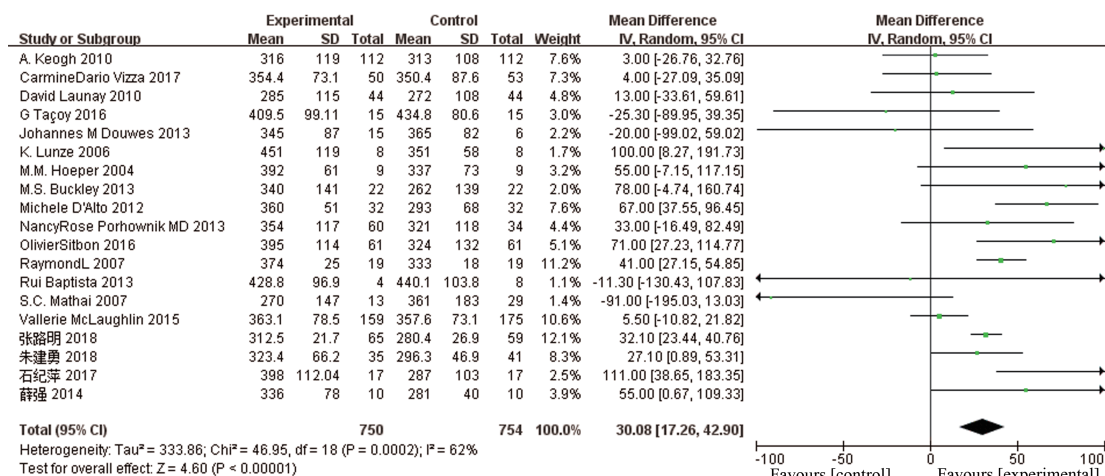 Experimental Control Mean Difference Mean Difference
Study or Subgroup Mean SD Total Mean SD Total Weight IV, Random, 95% CI IV, Random, 95% CI
A. Keogh 2010 316 119 112 313 108 112 7.6% 3.00 [-26.76, 32.76]
CarmineDario Vizza 2017 354.4 73.1 50 350.4 87.6 53 7.3% 4.00 [-27.09, 35.09]
David Launay 2010 285 115 44 272 108 44 4.8% 13.00 [-33.61, 59.61]
G Taçoy 2016 409.5 99.11 15 434.8 80.6 15 3.0% -25.30 [-89.95, 39.35]
Johannes M Douwes 2013 345 87 15 365 82 6 2.2% -20.00 [-99.02, 59.02]
K. Lunze 2006 451 119 8 351 58 8 1.7% 100.00 [8.27, 191.73]
M.M. Hoeper 2004 392 61 9 337 73 9 3.2% 55.00 [-7.15, 117.15]
M.S. Buckley 2013 340 141 22 262 139 22 2.0% 78.00 [-4.74, 160.74]
Michele D'Alto 2012 360 51 32 293 68 32 7.6% 67.00 [37.55, 96.45]
NancyRose Porhownik MD 2013 354 117 60 321 118 34 4.4% 33.00 [-16.49, 82.49]
OlivierSitbon 2016 395 114 61 324 132 61 5.1% 71.00 [27.23, 114.77]
RaymondL 2007 374 25 19 333 18 19 11.2% 41.00 [27.15, 54.85]
Rui Baptista 2013 428.8 96.9 4 440.1 103.8 8 1.1% -11.30 [-130.43, 107.83]
S.C. Mathai 2007 270 147 13 361 183 29 1.4% -91.00 [-195.03, 13.03]
Vallerie McLaughlin 2015 363.1 78.5 159 357.6 73.1 175 10.6% 5.50 [-10.82, 21.82]
张路明 2018 312.5 21.7 65 280.4 26.9 59 12.1% 32.10 [23.44, 40.76]
朱建勇 2018 323.4 66.2 35 296.3 46.9 41 8.3% 27.10 [0.89, 53.31]
石纪萍 2017 398 112.04 17 287 103 17 2.5% 111.00 [38.65, 183.35]
薛强 2014 336 78 10 281 40 10 3.9% 55.00 [0.67, 109.33]
Total (95% CI) 750 754 100.0% 30.08 [17.26, 42.90]
Heterogeneity: Tau² = 333.86; Chi² = 46.95, df = 18 (P = 0.0002); I² = 62%
Test for overall effect: Z = 4.60 (P < 0.00001)
-100 -50 0 50 100
Favours [control] Favours [experimental]